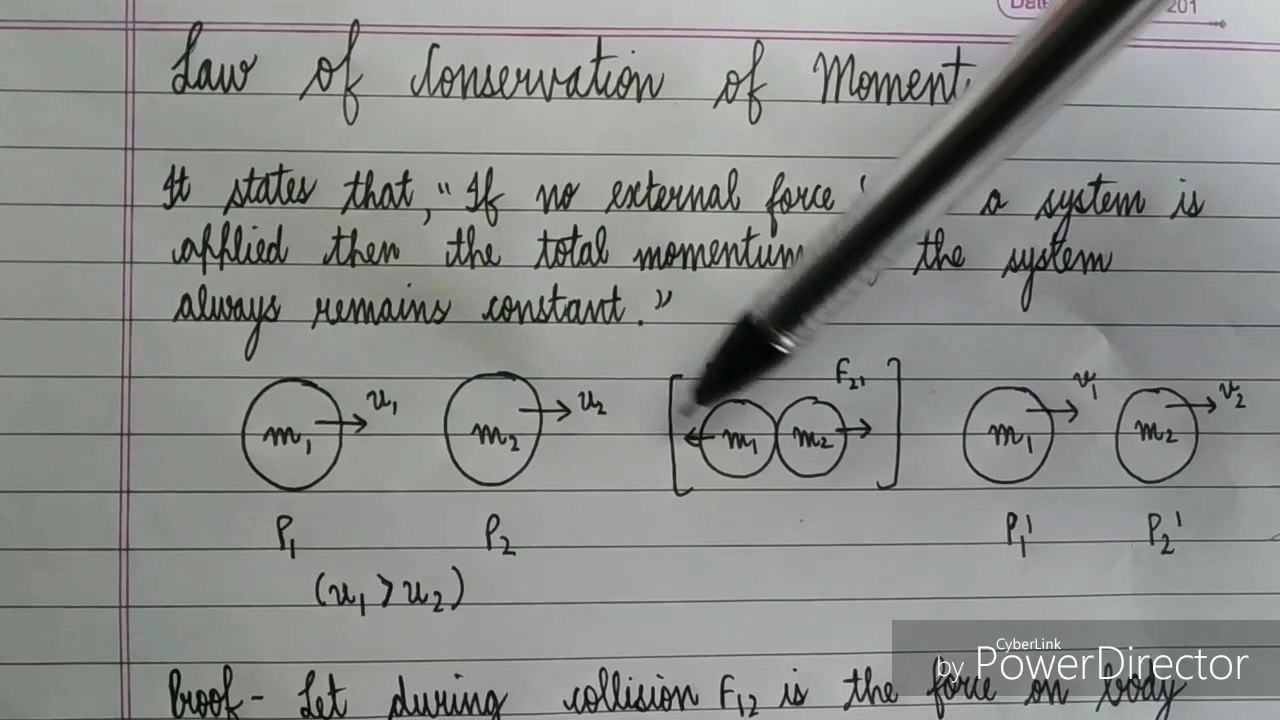 Date 201
Law of Conservation of Moment
It states that, "If no external force a system is
applied then the total momentum the system
always remains constant."
m₁ u₁ m₂ u₂ m₁ m₂ F₂₁ m₁ v₁ m₂ v₂
P₁ P₂ P₁' P₂'
(u₁ > u₂)
Proof - Let during collision F₁₂ is the force on body
CyberLink
by PowerDirector